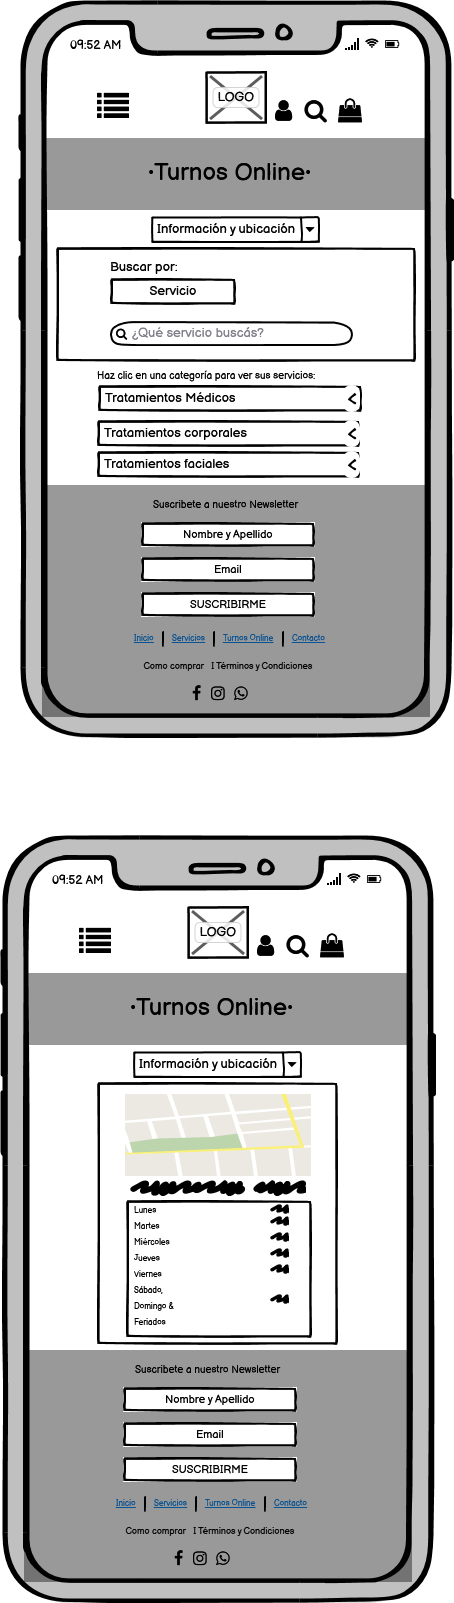 09:52 AM
LOGO
·Turnos Online·
Información y ubicación
Buscar por:
Servicio
¿Qué servicio buscás?
Haz clic en una categoría para ver sus servicios:
Tratamientos Médicos
Tratamientos corporales
Tratamientos faciales
Suscribete a nuestro Newsletter
Nombre y Apellido
Email
SUSCRIBIRME
Inicio | Servicios | Turnos Online | Contacto
Como comprar I Términos y Condiciones
09:52 AM
LOGO
·Turnos Online·
Información y ubicación
Lunes
Martes
Miércoles
Jueves
Viernes
Sábado,
Domingo &
Feriados
Suscribete a nuestro Newsletter
Nombre y Apellido
Email
SUSCRIBIRME
Inicio | Servicios | Turnos Online | Contacto
Como comprar I Términos y Condiciones